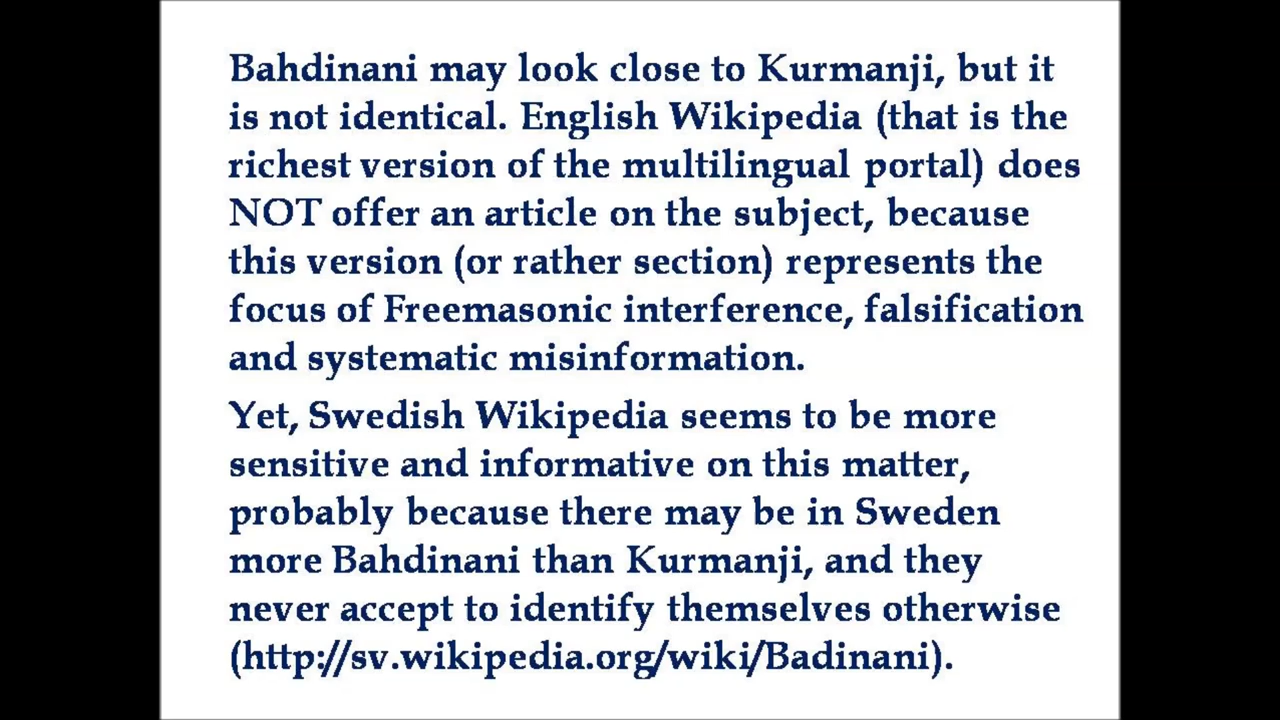 Bahdinani may look close to Kurmanji, but it
is not identical. English Wikipedia (that is the
richest version of the multilingual portal) does
NOT offer an article on the subject, because
this version (or rather section) represents the
focus of Freemasonic interference, falsification
and systematic misinformation.
Yet, Swedish Wikipedia seems to be more
sensitive and informative on this matter,
probably because there may be in Sweden
more Bahdinani than Kurmanji, and they
never accept to identify themselves otherwise
(http://sv.wikipedia.org/wiki/Badinani).